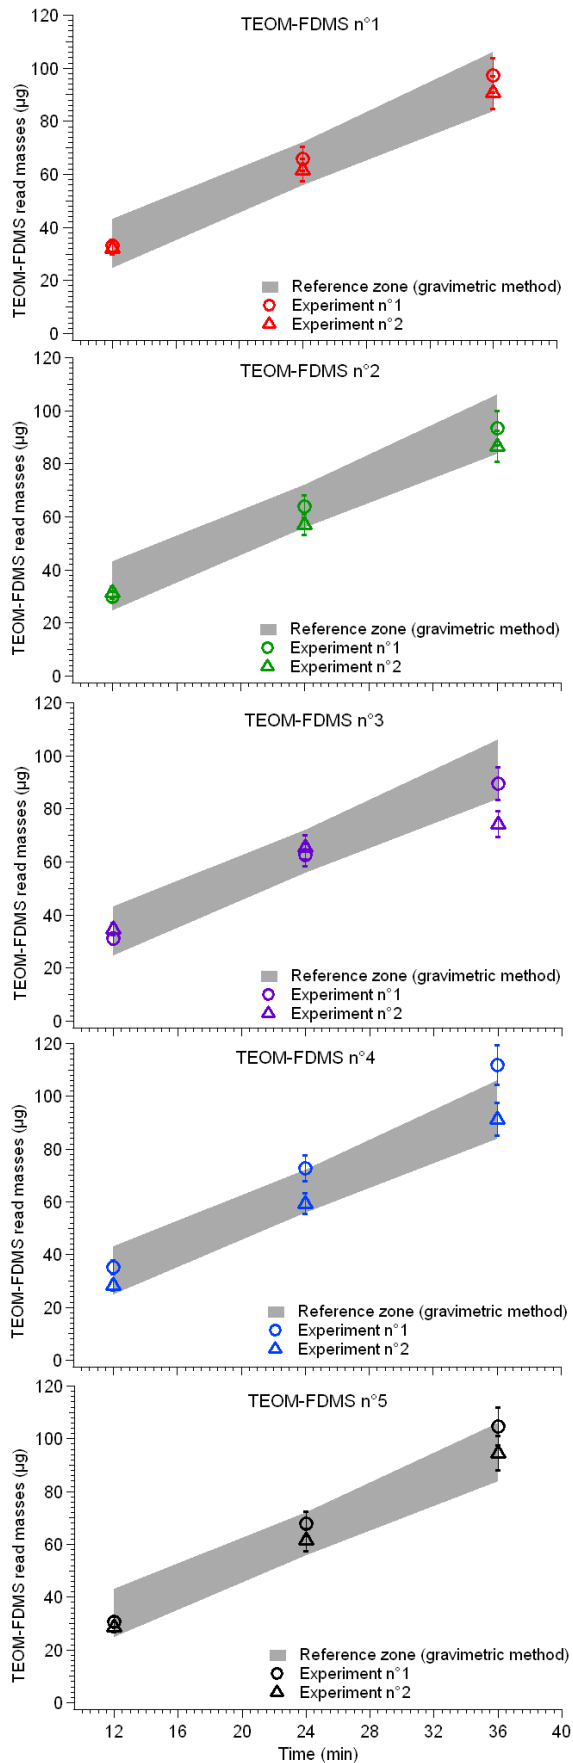 TEOM-FDMS n°1
TEOM-FDMS read masses (µg)
120
100
80
60
40
20
0
Reference zone (gravimetric method)
Experiment n°1
Experiment n°2
TEOM-FDMS n°2
TEOM-FDMS read masses (µg)
120
100
80
60
40
20
0
Reference zone (gravimetric method)
Experiment n°1
Experiment n°2
TEOM-FDMS n°3
TEOM-FDMS read masses (µg)
120
100
80
60
40
20
0
Reference zone (gravimetric method)
Experiment n°1
Experiment n°2
TEOM-FDMS n°4
TEOM-FDMS read masses (µg)
120
100
80
60
40
20
0
Reference zone (gravimetric method)
Experiment n°1
Experiment n°2
TEOM-FDMS n°5
TEOM-FDMS read masses (µg)
120
100
80
60
40
20
0
Reference zone (gravimetric method)
Experiment n°1
Experiment n°2
12 16 20 24 28 32 36 40
Time (min)